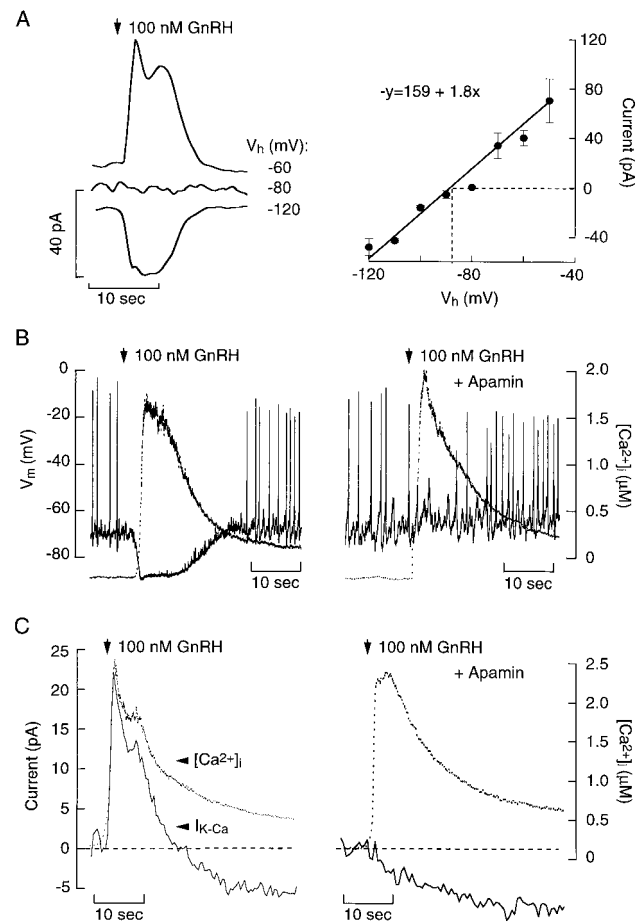 A
100 nM GnRH
Vh (mV):
-60
-80
-120
40 pA
10 sec
-y=159 + 1.8x
120
80
40
0
-40
Current (pA)
-120
-80
-40
Vh (mV)
B
100 nM GnRH
0
-20
-40
-60
-80
Vm (mV)
10 sec
100 nM GnRH
+ Apamin
2.0
1.5
1.0
0.5
0
[Ca2+]i (µM)
10 sec
C
100 nM GnRH
25
20
15
10
5
0
-5
Current (pA)
[Ca2+]i
IK-Ca
10 sec
100 nM GnRH
+ Apamin
2.5
2.0
1.5
1.0
0.5
0
[Ca2+]i (µM)
10 sec